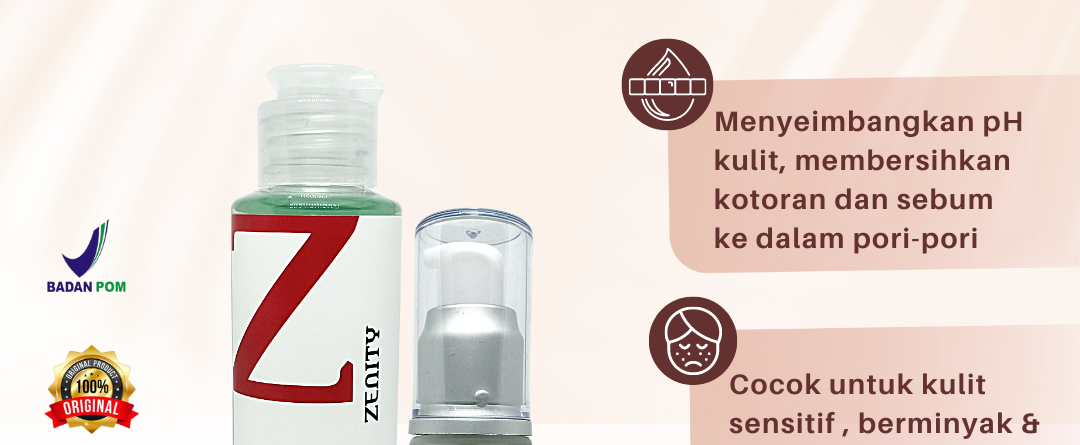 Menyeimbangkan pH
kulit, membersihkan
kotoran dan sebum
ke dalam pori-pori
Cocok untuk kulit
sensitif , berminyak &
BADAN POM
ORIGINAL PRODUCT
100%
ORIGINAL
Z
ZENITY